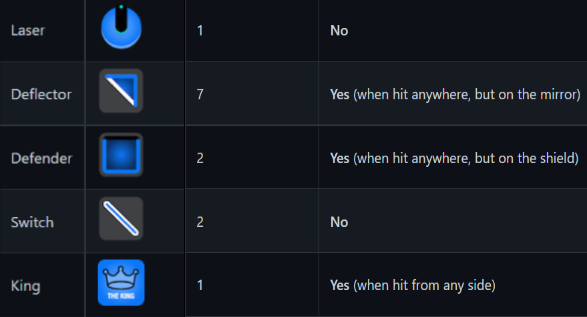 Laser 1 No
Deflector 7 Yes (when hit anywhere, but on the mirror)
Defender 2 Yes (when hit anywhere, but on the shield)
Switch 2 No
King THE KING 1 Yes (when hit from any side)